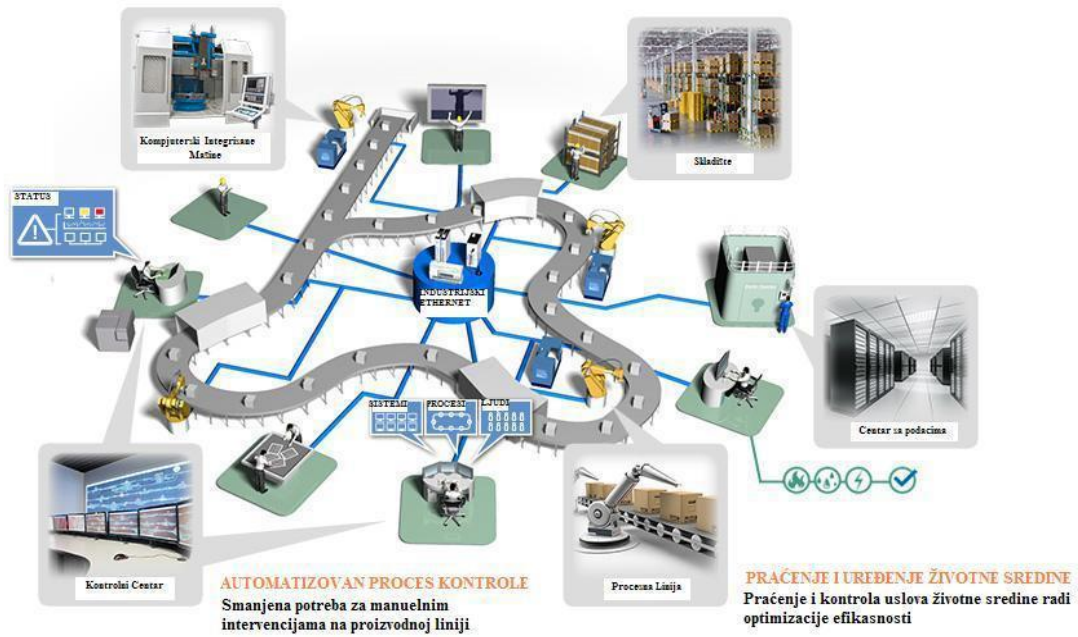 Kompjuterski Integrisane
Mašine
Skladište
STATUS
INDUSTRIJSKI
ETHERNET
SISTEMI
PROCESI
LJUDI
Centar sa podacima
Kontrolni Centar
Procesna Linija
AUTOMATIZOVAN PROCES KONTROLE
Smanjena potreba za manuelnim
intervencijama na proizvodnoj liniji
PRAĆENJE I UREĐENJE ŽIVOTNE SREDINE
Praćenje i kontrola uslova životne sredine radi
optimizacije efikasnosti